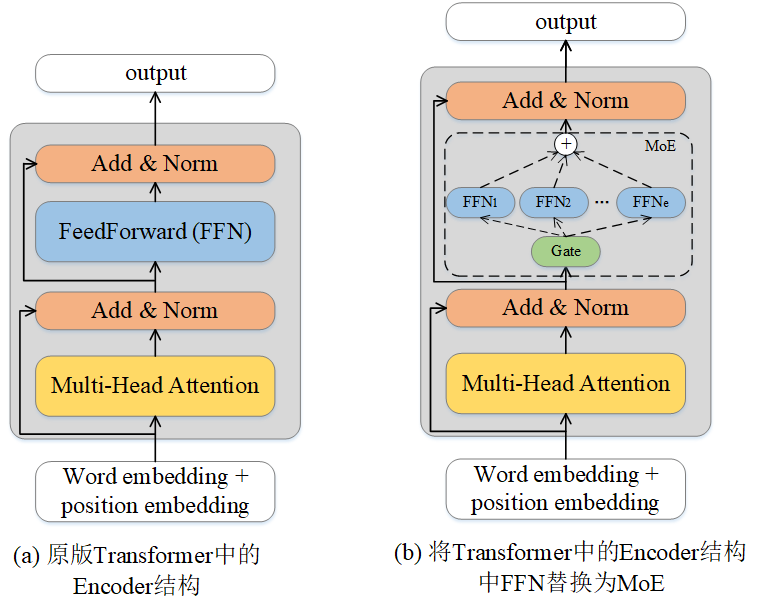 output
Add & Norm
FeedForward (FFN)
Add & Norm
Multi-Head Attention
Word embedding +
position embedding
(a) 原版Transformer中的
Encoder结构
output
Add & Norm
+
MoE
FFN1 FFN2 ··· FFNe
Gate
Add & Norm
Multi-Head Attention
Word embedding +
position embedding
(b) 将Transformer中的Encoder结构
中FFN替换为MoE